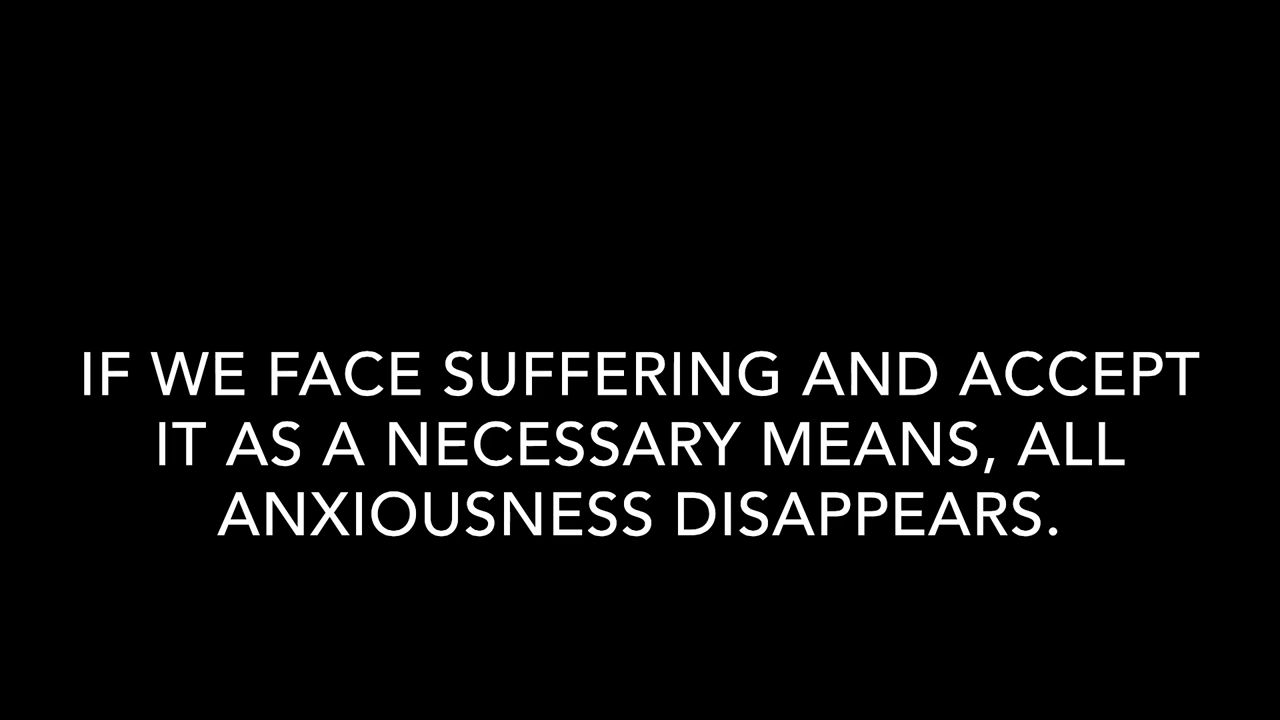 IF WE FACE SUFFERING AND ACCEPT
IT AS A NECESSARY MEANS, ALL
ANXIOUSNESS DISAPPEARS.